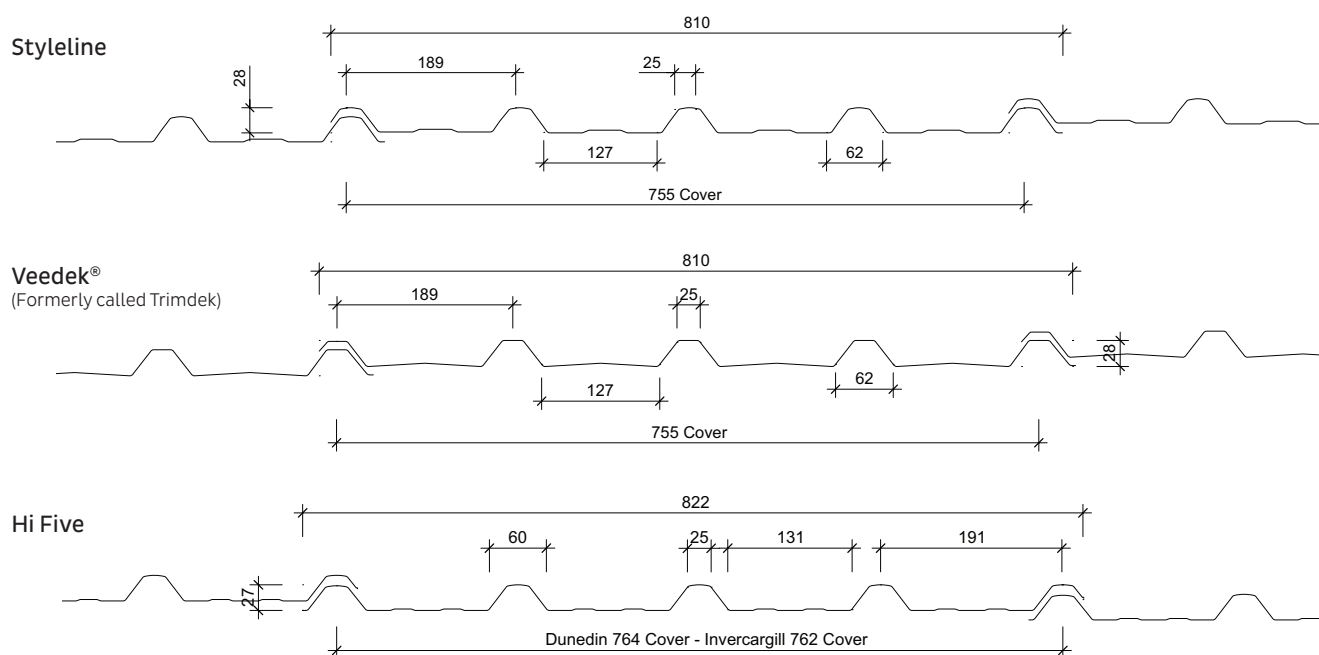 Styleline
810
189
25
28
127
62
755 Cover
Veedek®
(Formerly called Trimdek)
810
189
25
28
127
62
755 Cover
Hi Five
822
60
25
131
191
27
Dunedin 764 Cover - Invercargill 762 Cover